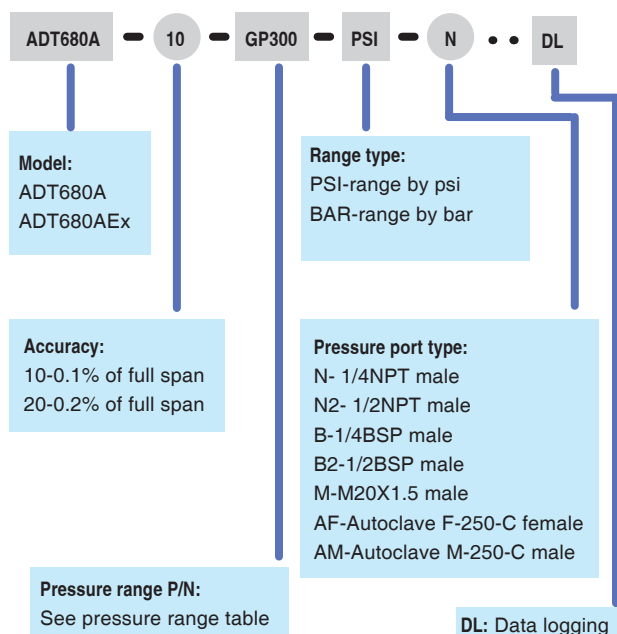 ADT680A - 10 - GP300 - PSI - N • • DL
Model:
ADT680A
ADT680AEx
Range type:
PSI-range by psi
BAR-range by bar
Accuracy:
10-0.1% of full span
20-0.2% of full span
Pressure port type:
N- 1/4NPT male
N2- 1/2NPT male
B-1/4BSP male
B2-1/2BSP male
M-M20X1.5 male
AF-Autoclave F-250-C female
AM-Autoclave M-250-C male
Pressure range P/N:
See pressure range table
DL: Data logging